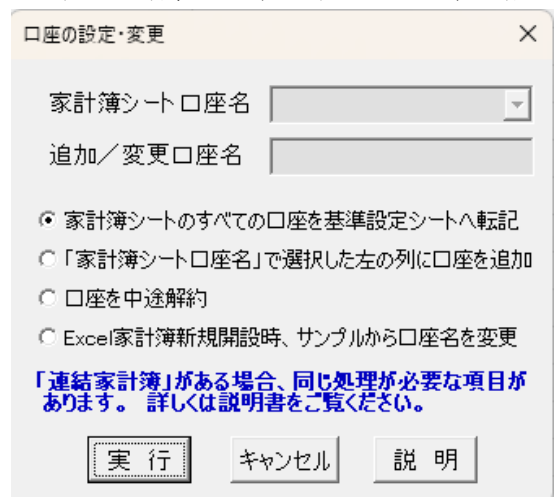 口座の設定・変更
家計簿シート口座名
追加／変更口座名
家計簿シートのすべての口座を基準設定シートへ転記
「家計簿シート口座名」で選択した左の列に口座を追加
口座を中途解約
Excel家計簿新規開設時、サンプルから口座名を変更
「連結家計簿」がある場合、同じ処理が必要な項目が
あります。 詳しくは説明書をご覧ください。
実 行 キャンセル 説 明